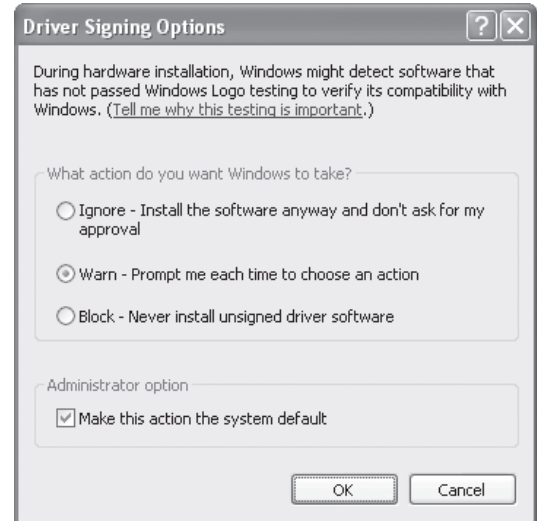 Driver Signing Options
During hardware installation, Windows might detect software that
has not passed Windows Logo testing to verify its compatibility with
Windows. (Tell me why this testing is important.)
What action do you want Windows to take?
Ignore - Install the software anyway and don't ask for my
approval
Warn - Prompt me each time to choose an action
Block - Never install unsigned driver software
Administrator option
Make this action the system default
OK Cancel